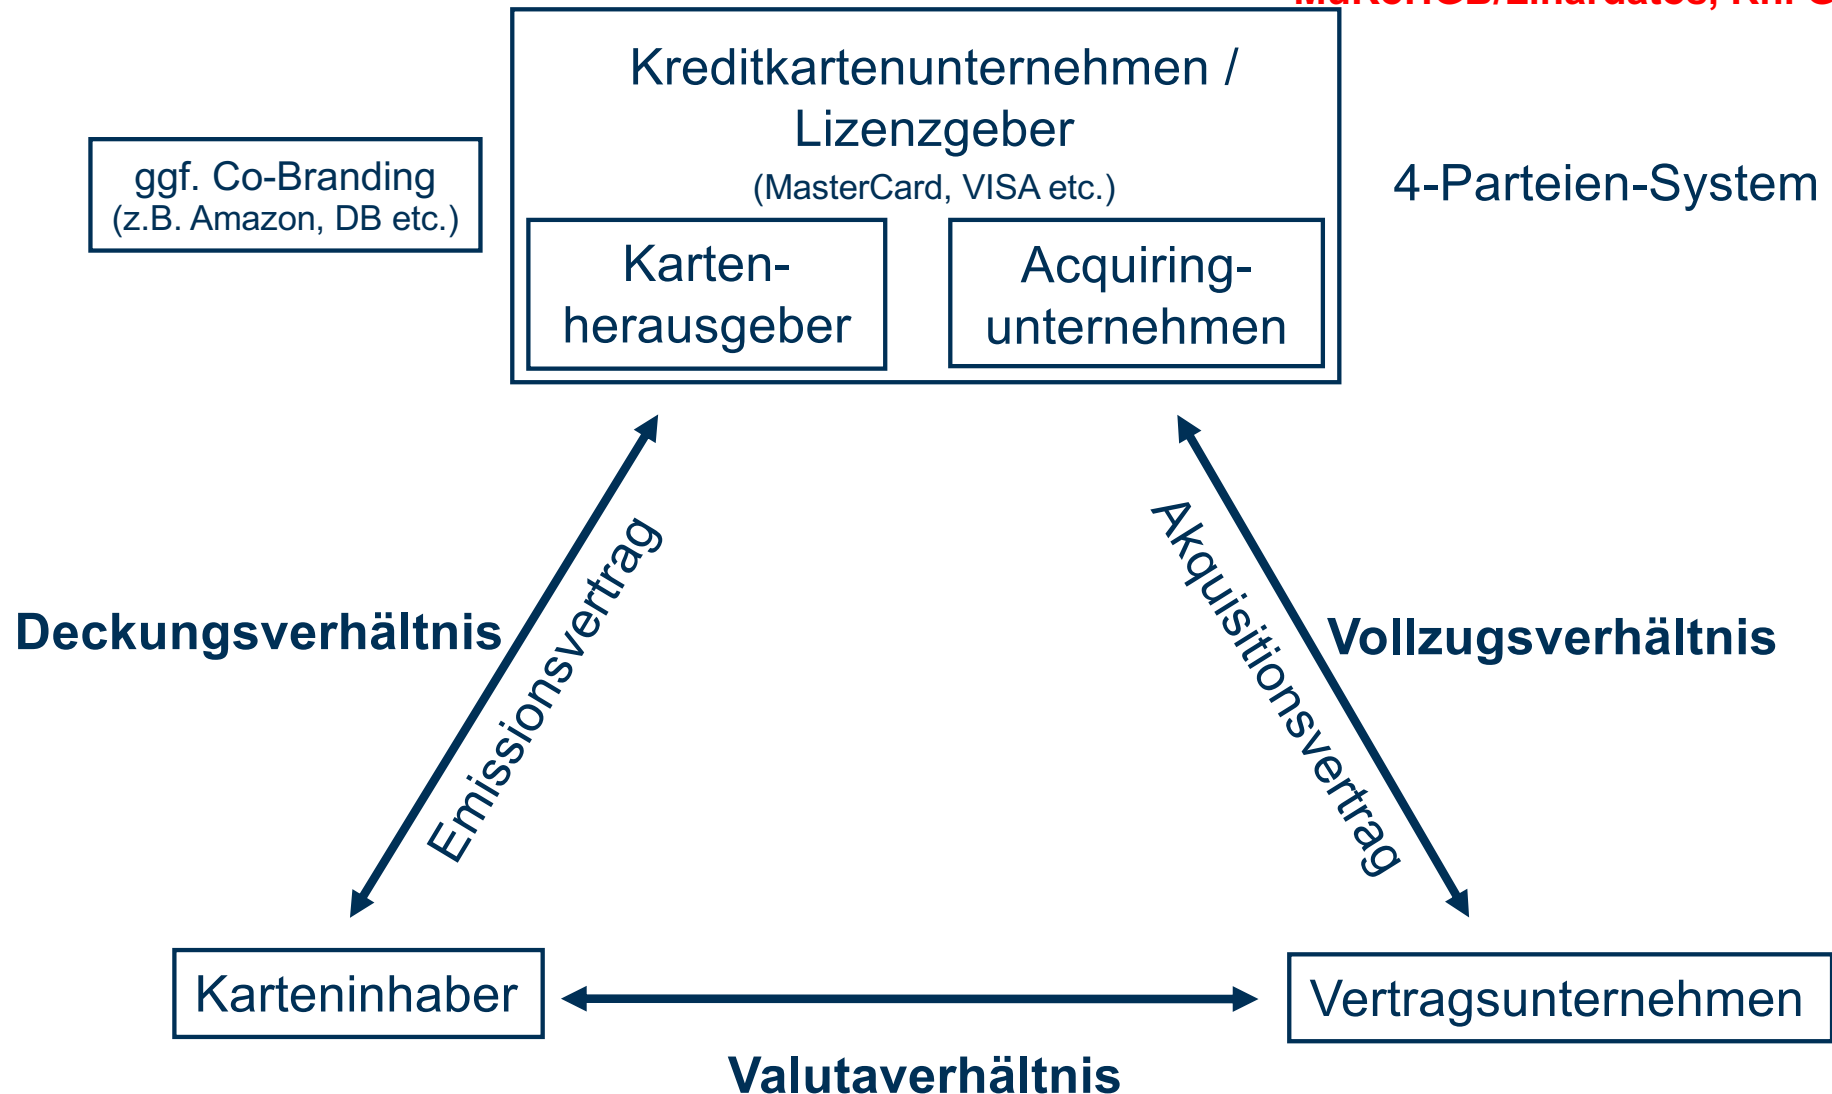 Kreditkartenunternehmen /
Lizenzgeber
(MasterCard, VISA etc.)
ggf. Co-Branding
(z.B. Amazon, DB etc.)
4-Parteien-System
Karten-
herausgeber
Acquiring-
unternehmen
Emissionsvertrag
Akquisitionsvertrag
Deckungsverhältnis
Vollzugsverhältnis
Karteninhaber
Vertragsunternehmen
Valutaverhältnis